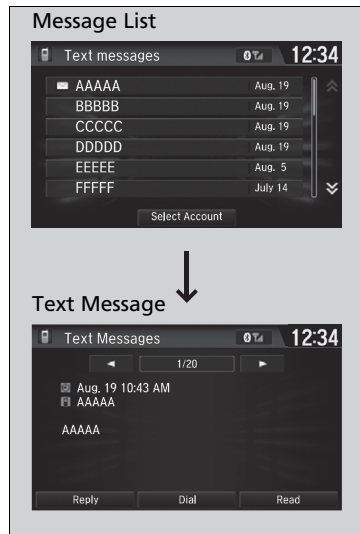 Message List
Text messages 12:34
AAAAA Aug. 19
BBBBB Aug. 19
CCCCC Aug. 19
DDDDD Aug. 19
EEEEE Aug. 5
FFFFF July 14
Select Account
Text Message
Text Messages 12:34
1/20
Aug. 19 10:43 AM
AAAAA
AAAAA
Reply Dial Read